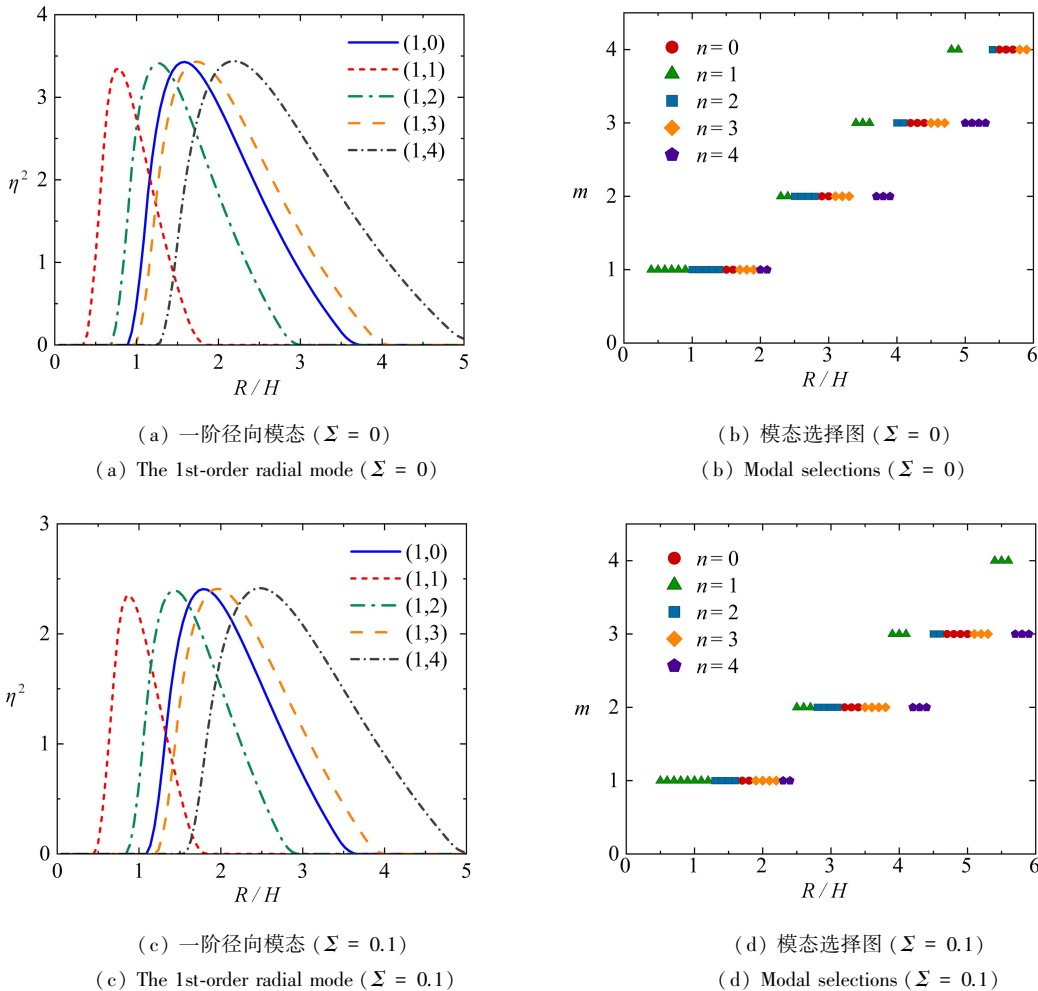 4
3
2
1
0
η²
(1,0)
(1,1)
(1,2)
(1,3)
(1,4)
0 1 2 3 4 5
R/H
(a) 一阶径向模态 (Σ = 0)
(a) The 1st-order radial mode (Σ = 0)
4
3
2
1
0
m
n=0
n=1
n=2
n=3
n=4
0 1 2 3 4 5 6
R/H
(b) 模态选择图 (Σ = 0)
(b) Modal selections (Σ = 0)
3
2
1
0
η²
(1,0)
(1,1)
(1,2)
(1,3)
(1,4)
1 2 3 4 5
R/H
(c) 一阶径向模态 (Σ = 0.1)
(c) The 1st-order radial mode (Σ = 0.1)
4
3
2
1
0
m
n=0
n=1
n=2
n=3
n=4
0 1 2 3 4 5 6
R/H
(d) 模态选择图 (Σ = 0.1)
(d) Modal selections (Σ = 0.1)